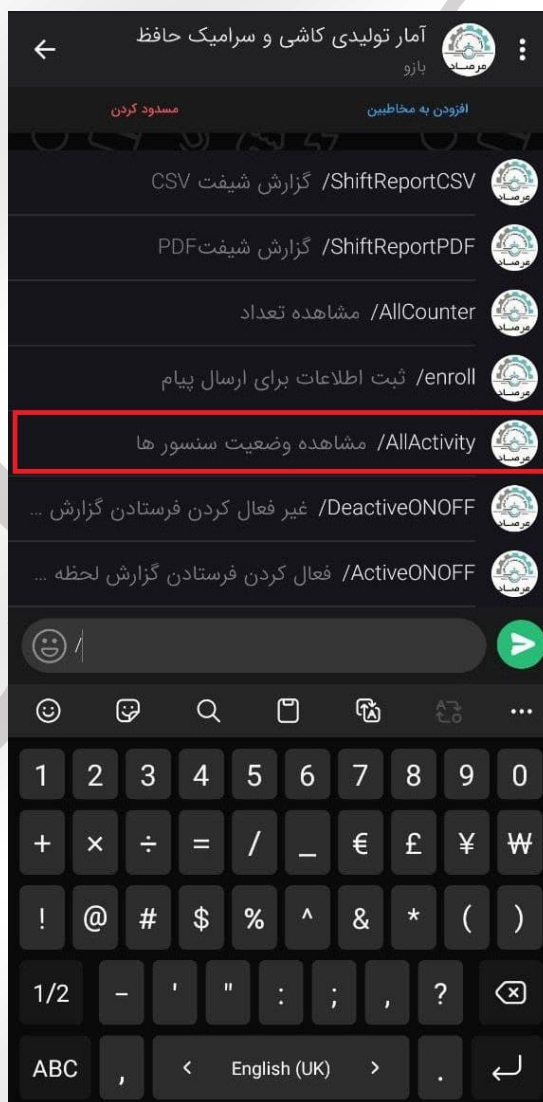 آمار تولیدی کاشی و سرامیک حافظ
بازو
افزودن به مخاطبین
مسدود کردن
/ShiftReportCSV گزارش شیفت CSV
/ShiftReportPDF گزارش شیفتPDF
/AllCounter مشاهده تعداد
/enroll ثبت اطلاعات برای ارسال پیام
/AllActivity مشاهده وضعیت سنسور ها
/DeactiveONOFF غیر فعال کردن فرستادن گزارش ...
/ActiveONOFF فعال کردن فرستادن گزارش لحظه ...
مرصاد
/
1 2 3 4 5 6 7 8 9 0
+ × ÷ = / _ € £ ¥ ₩
! @ # $ % ^ & * ( )
1/2 - ' " : ; , ?
ABC , < English (UK) > .